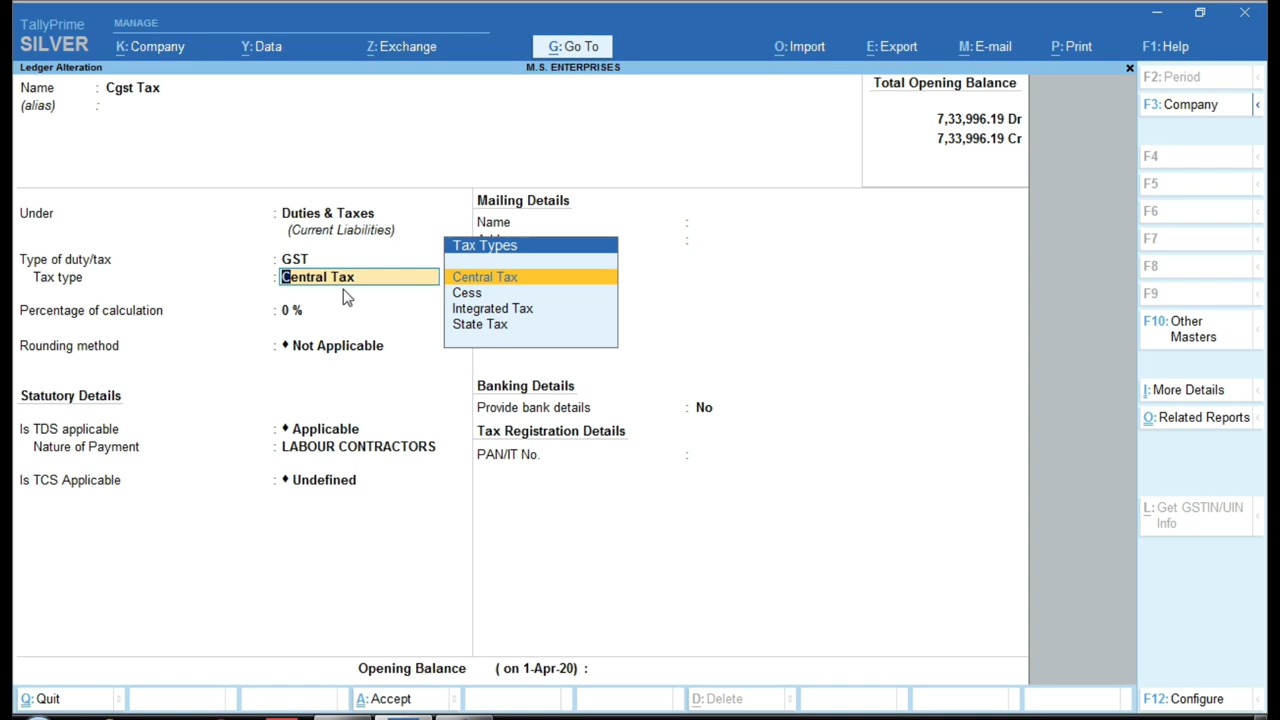 TallyPrime
MANAGE
SILVER
K: Company
Y: Data
Z: Exchange
G: Go To
O: Import
E: Export
M: E-mail
P: Print
F1: Help
Ledger Alteration
M.S. ENTERPRISES
Name : Cgst Tax
(alias) :
Total Opening Balance
7,33,996.19 Dr
7,33,996.19 Cr
Under : Duties & Taxes
(Current Liabilities)
Type of duty/tax : GST
Tax type : Central Tax
Percentage of calculation : 0 %
Rounding method : ♦ Not Applicable
Statutory Details
Is TDS applicable : ♦ Applicable
Nature of Payment : LABOUR CONTRACTORS
Is TCS Applicable : ♦ Undefined
Mailing Details
Name :
:
Tax Types
Central Tax
Cess
Integrated Tax
State Tax
Banking Details
Provide bank details : No
Tax Registration Details
PAN/IT No. :
Opening Balance ( on 1-Apr-20) :
F2: Period
F3: Company
F4
F5
F6
F7
F8
F9
F10: Other
Masters
I: More Details
O: Related Reports
L: Get GSTIN/UIN
Info
Q: Quit
A: Accept
D: Delete
F12: Configure